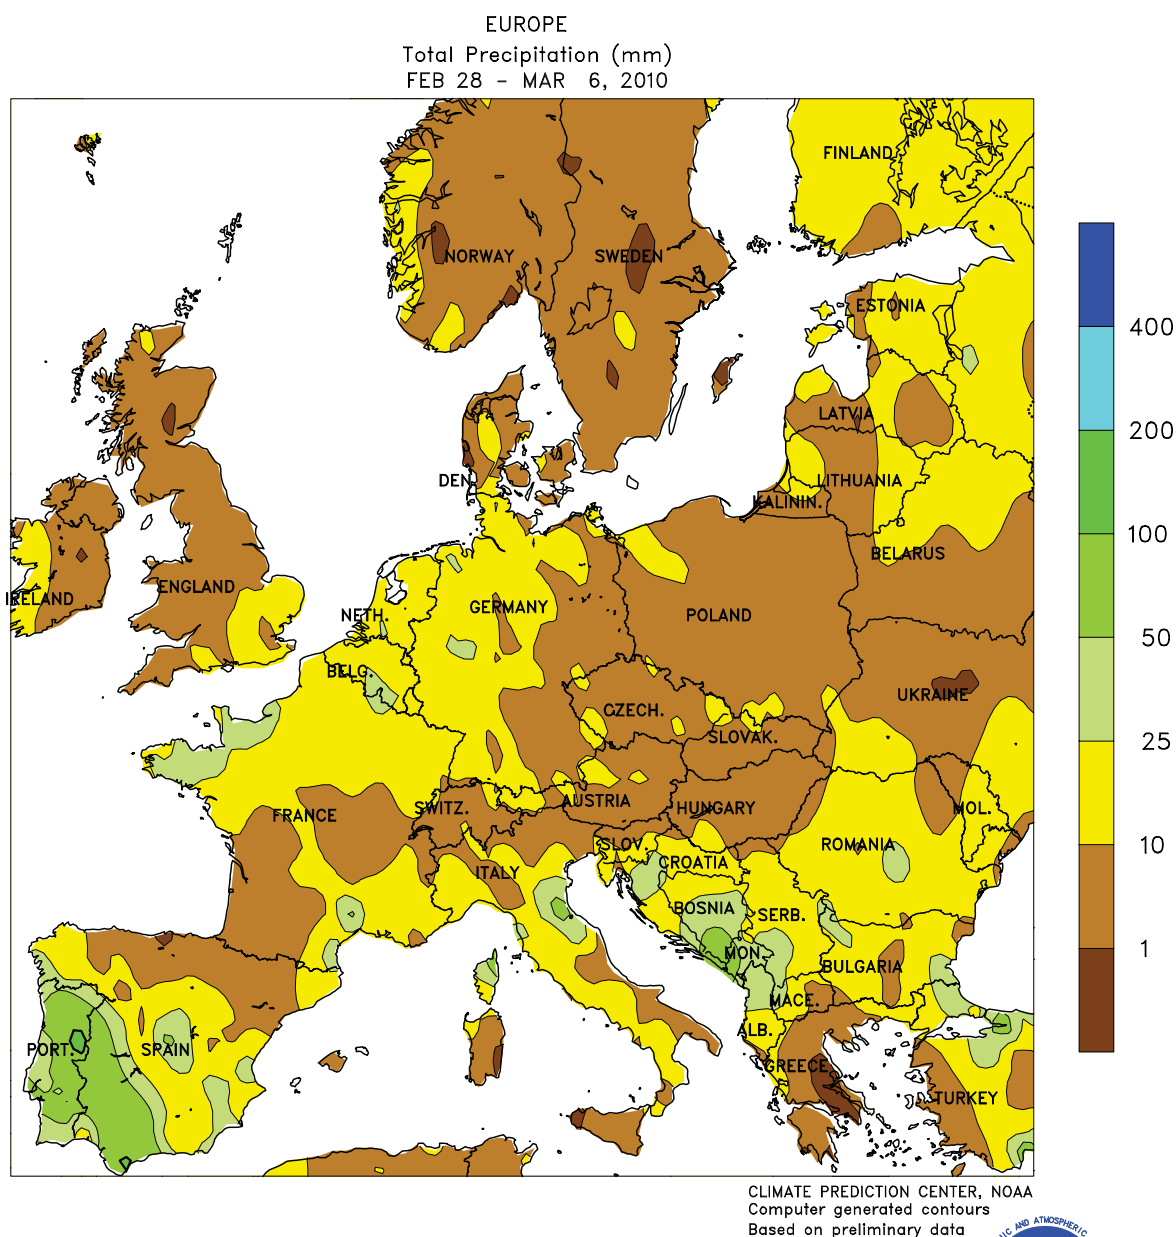 EUROPE
Total Precipitation (mm)
FEB 28 - MAR 6, 2010
FINLAND
NORWAY
SWEDEN
ESTONIA
LATVIA
LITHUANIA
DEN.
KALININ.
BELARUS
IRELAND
ENGLAND
NETH.
GERMANY
POLAND
BELG.
UKRAINE
CZECH.
SLOVAK.
FRANCE
SWITZ.
AUSTRIA
HUNGARY
MOL.
ITALY
SLOV.
CROATIA
ROMANIA
BOSNIA
SERB.
MON.
BULGARIA
MACE.
ALB.
PORT.
SPAIN
GREECE
TURKEY
400
200
100
50
25
10
1
CLIMATE PREDICTION CENTER, NOAA
Computer generated contours
Based on preliminary data
NIC AND ATMOSPHERIC